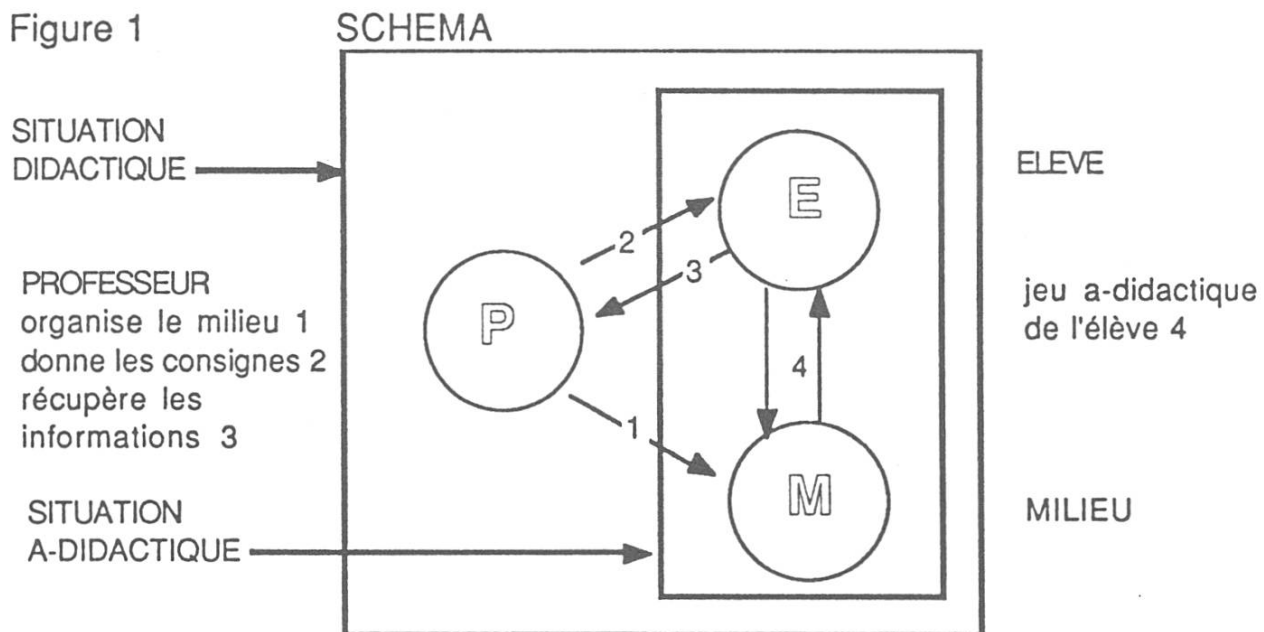 Figure 1
SCHEMA
SITUATION
DIDACTIQUE
PROFESSEUR
organise le milieu 1
donne les consignes 2
récupère les
informations 3
SITUATION
A-DIDACTIQUE
P
2
3
1
E
4
M
ELEVE
jeu a-didactique
de l'élève 4
MILIEU